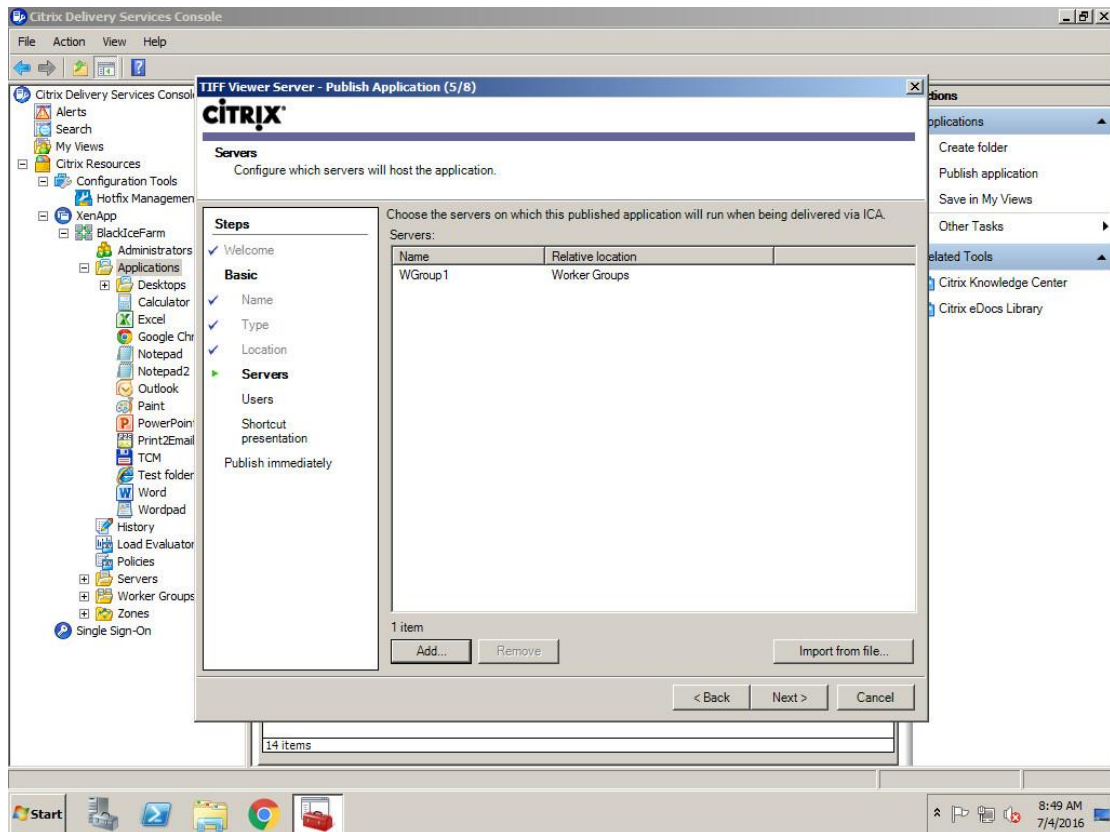 Citrix Delivery Services Console
File Action View Help
Citrix Delivery Services Consol
Alerts
Search
My Views
Citrix Resources
Configuration Tools
Hotfix Managemen
XenApp
BlackIceFarm
Administrators
Applications
Desktops
Calculator
Excel
Google Chr
Notepad
Notepad2
Outlook
Paint
PowerPoin
Print2Email
TCM
Test folder
Word
Wordpad
History
Load Evaluator
Policies
Servers
Worker Groups
Zones
Single Sign-On
TIFF Viewer Server - Publish Application (5/8)
CITRIX
Servers
Configure which servers will host the application.
Steps
Welcome
Basic
Name
Type
Location
Servers
Users
Shortcut
presentation
Publish immediately
Choose the servers on which this published application will run when being delivered via ICA.
Servers:
Name Relative location
WGroup1 Worker Groups
1 item
Add... Remove Import from file...
< Back Next > Cancel
14 items
ctions
pplications
Create folder
Publish application
Save in My Views
Other Tasks
elated Tools
Citrix Knowledge Center
Citrix eDocs Library
Start
8:49 AM
7/4/2016